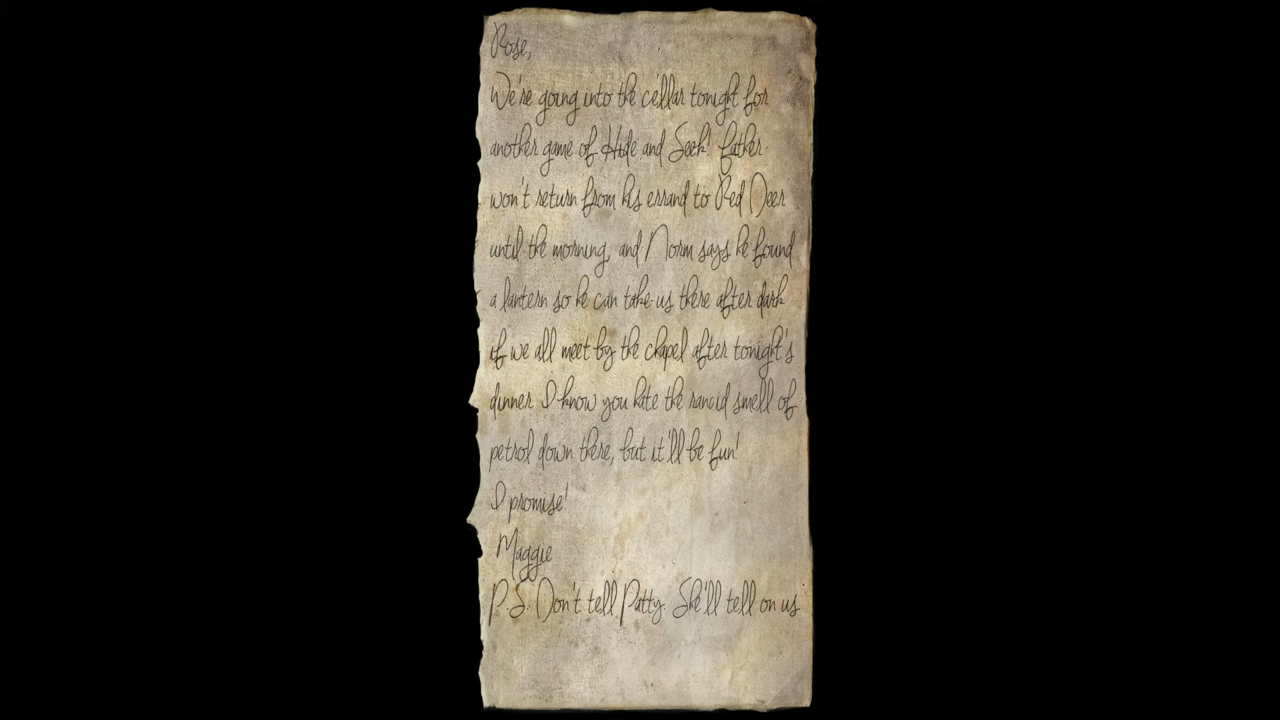 Rose,
We're going into the cellar tonight for
another game of Hide and Seek! Father
won't return from his errand to Red Deer
until the morning, and Norm says he found
a lantern so he can take us there after dark
if we all meet by the chapel after tonight's
dinner. I know you hate the rancid smell of
petrol down there, but it'll be fun!
I promise!
Maggie
P.S. Don't tell Patty. She'll tell on us